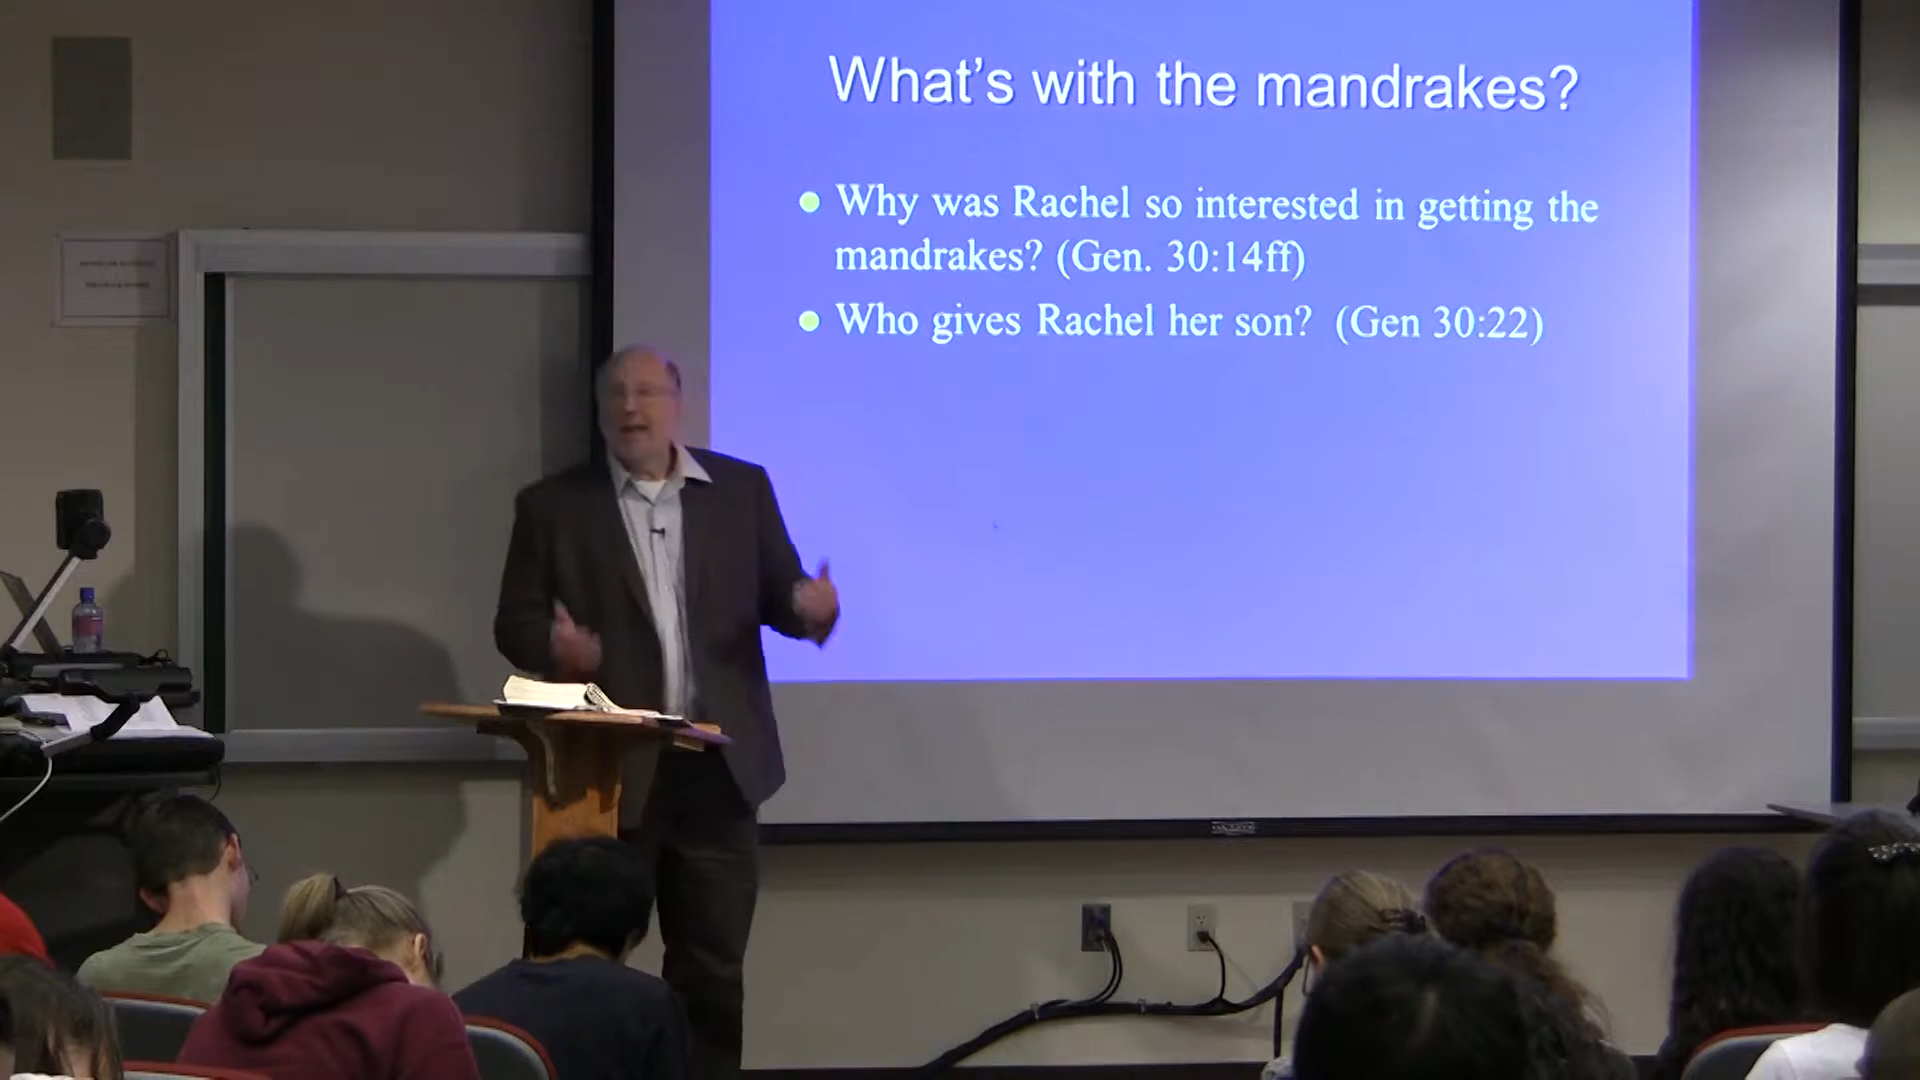 What's with the mandrakes?
Why was Rachel so interested in getting the
mandrakes? (Gen. 30:14ff)
Who gives Rachel her son? (Gen 30:22)